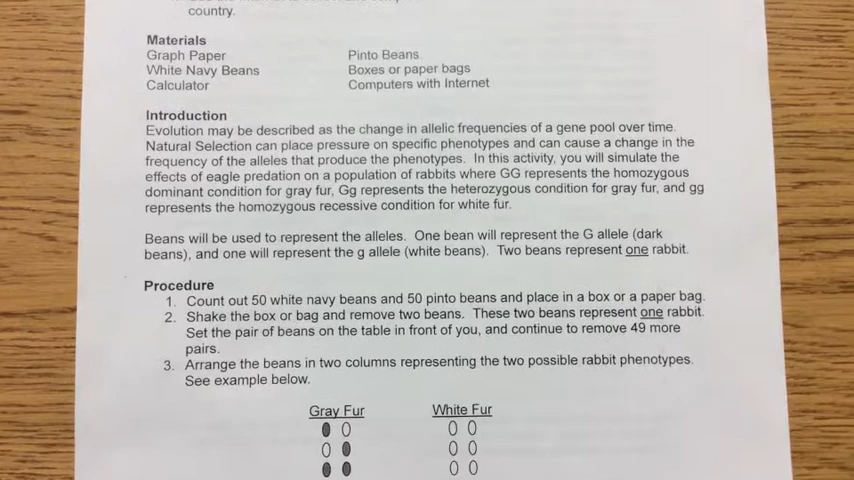 country.
Materials
Graph Paper Pinto Beans
White Navy Beans Boxes or paper bags
Calculator Computers with Internet
Introduction
Evolution may be described as the change in allelic frequencies of a gene pool over time.
Natural Selection can place pressure on specific phenotypes and can cause a change in the
frequency of the alleles that produce the phenotypes. In this activity, you will simulate the
effects of eagle predation on a population of rabbits where GG represents the homozygous
dominant condition for gray fur, Gg represents the heterozygous condition for gray fur, and gg
represents the homozygous recessive condition for white fur.
Beans will be used to represent the alleles. One bean will represent the G allele (dark
beans), and one will represent the g allele (white beans). Two beans represent one rabbit.
Procedure
1. Count out 50 white navy beans and 50 pinto beans and place in a box or a paper bag.
2. Shake the box or bag and remove two beans. These two beans represent one rabbit.
Set the pair of beans on the table in front of you, and continue to remove 49 more
pairs.
3. Arrange the beans in two columns representing the two possible rabbit phenotypes.
See example below.
Gray Fur White Fur